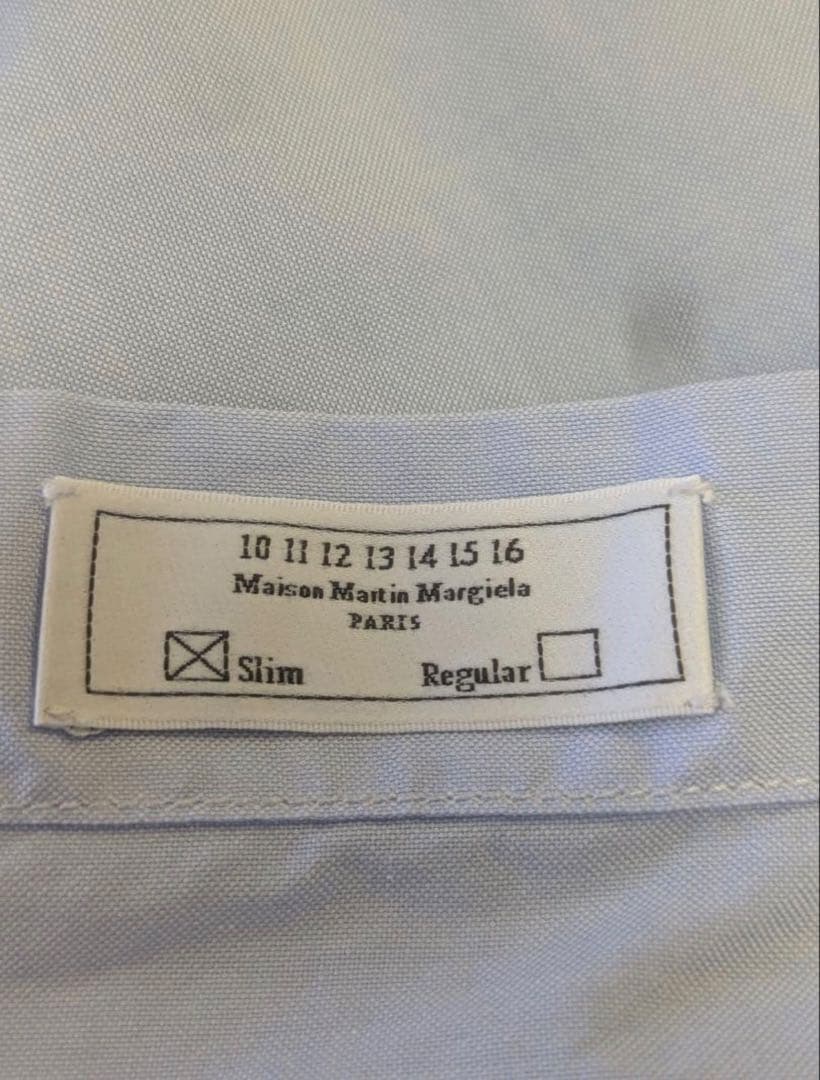 10 11 12 13 14 15 16
Maison Martin Margiela
PARIS
Slim Regular